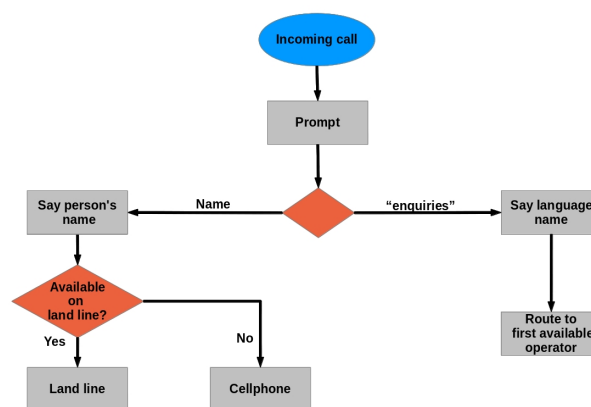 Incoming call
Prompt
Name
“enquiries”
Say person's
name
Say language
name
Available
on
land line?
Yes
No
Route to
first available
operator
Land line
Cellphone